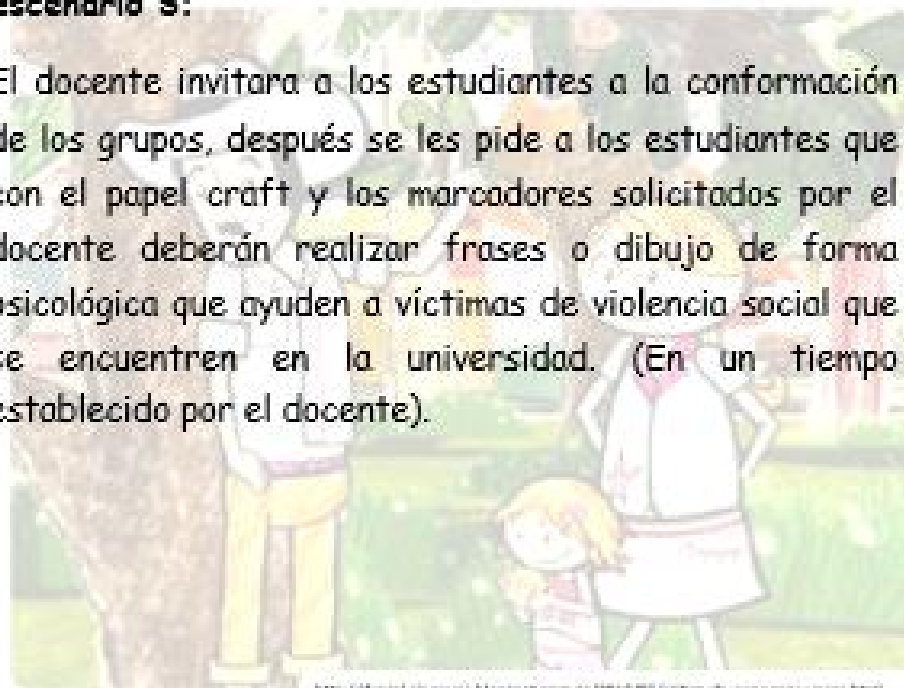 escenario 3:
El docente invitara a los estudiantes a la conformación
de los grupos, después se les pide a los estudiantes que
con el papel craft y los marcadores solicitados por el
docente deberán realizar frases o dibujo de forma
psicológica que ayuden a víctimas de violencia social que
se encuentren en la universidad. (En un tiempo
establecido por el docente).